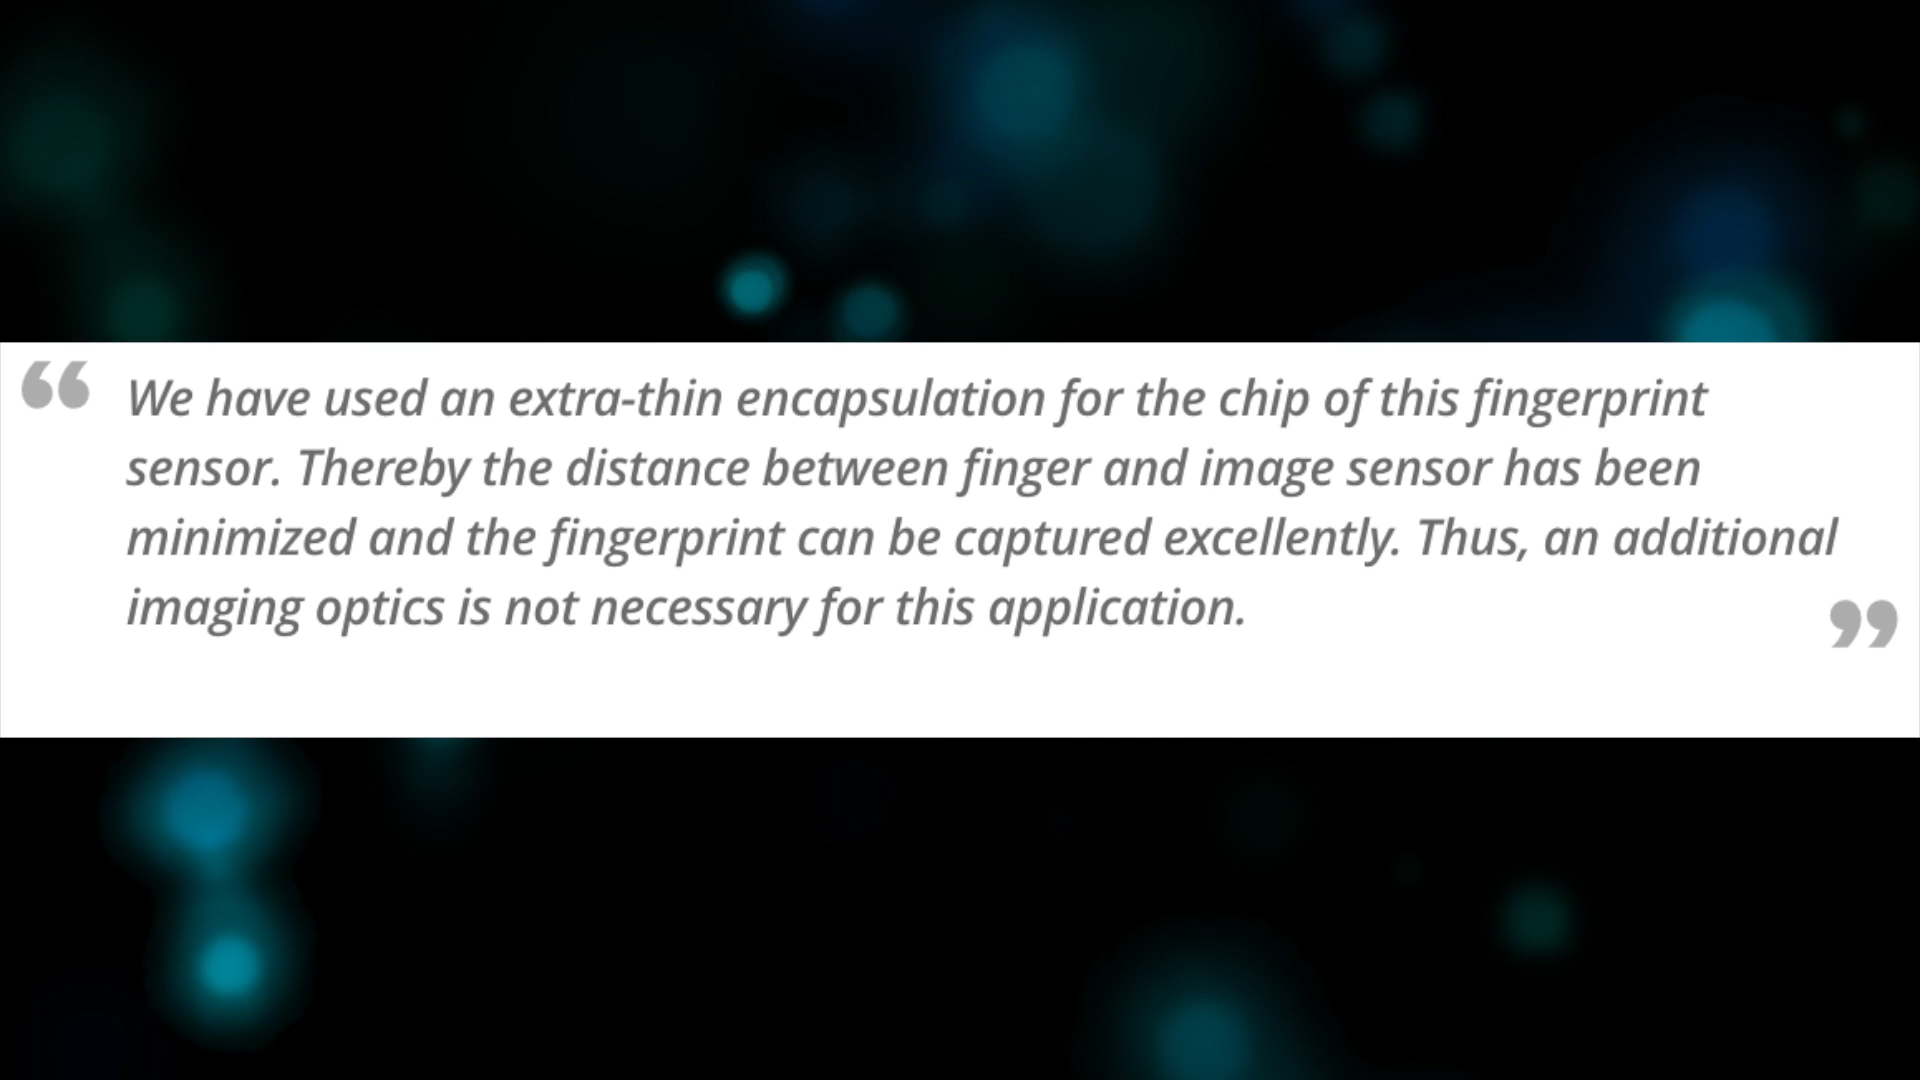 “ We have used an extra-thin encapsulation for the chip of this fingerprint
sensor. Thereby the distance between finger and image sensor has been
minimized and the fingerprint can be captured excellently. Thus, an additional
imaging optics is not necessary for this application. ”